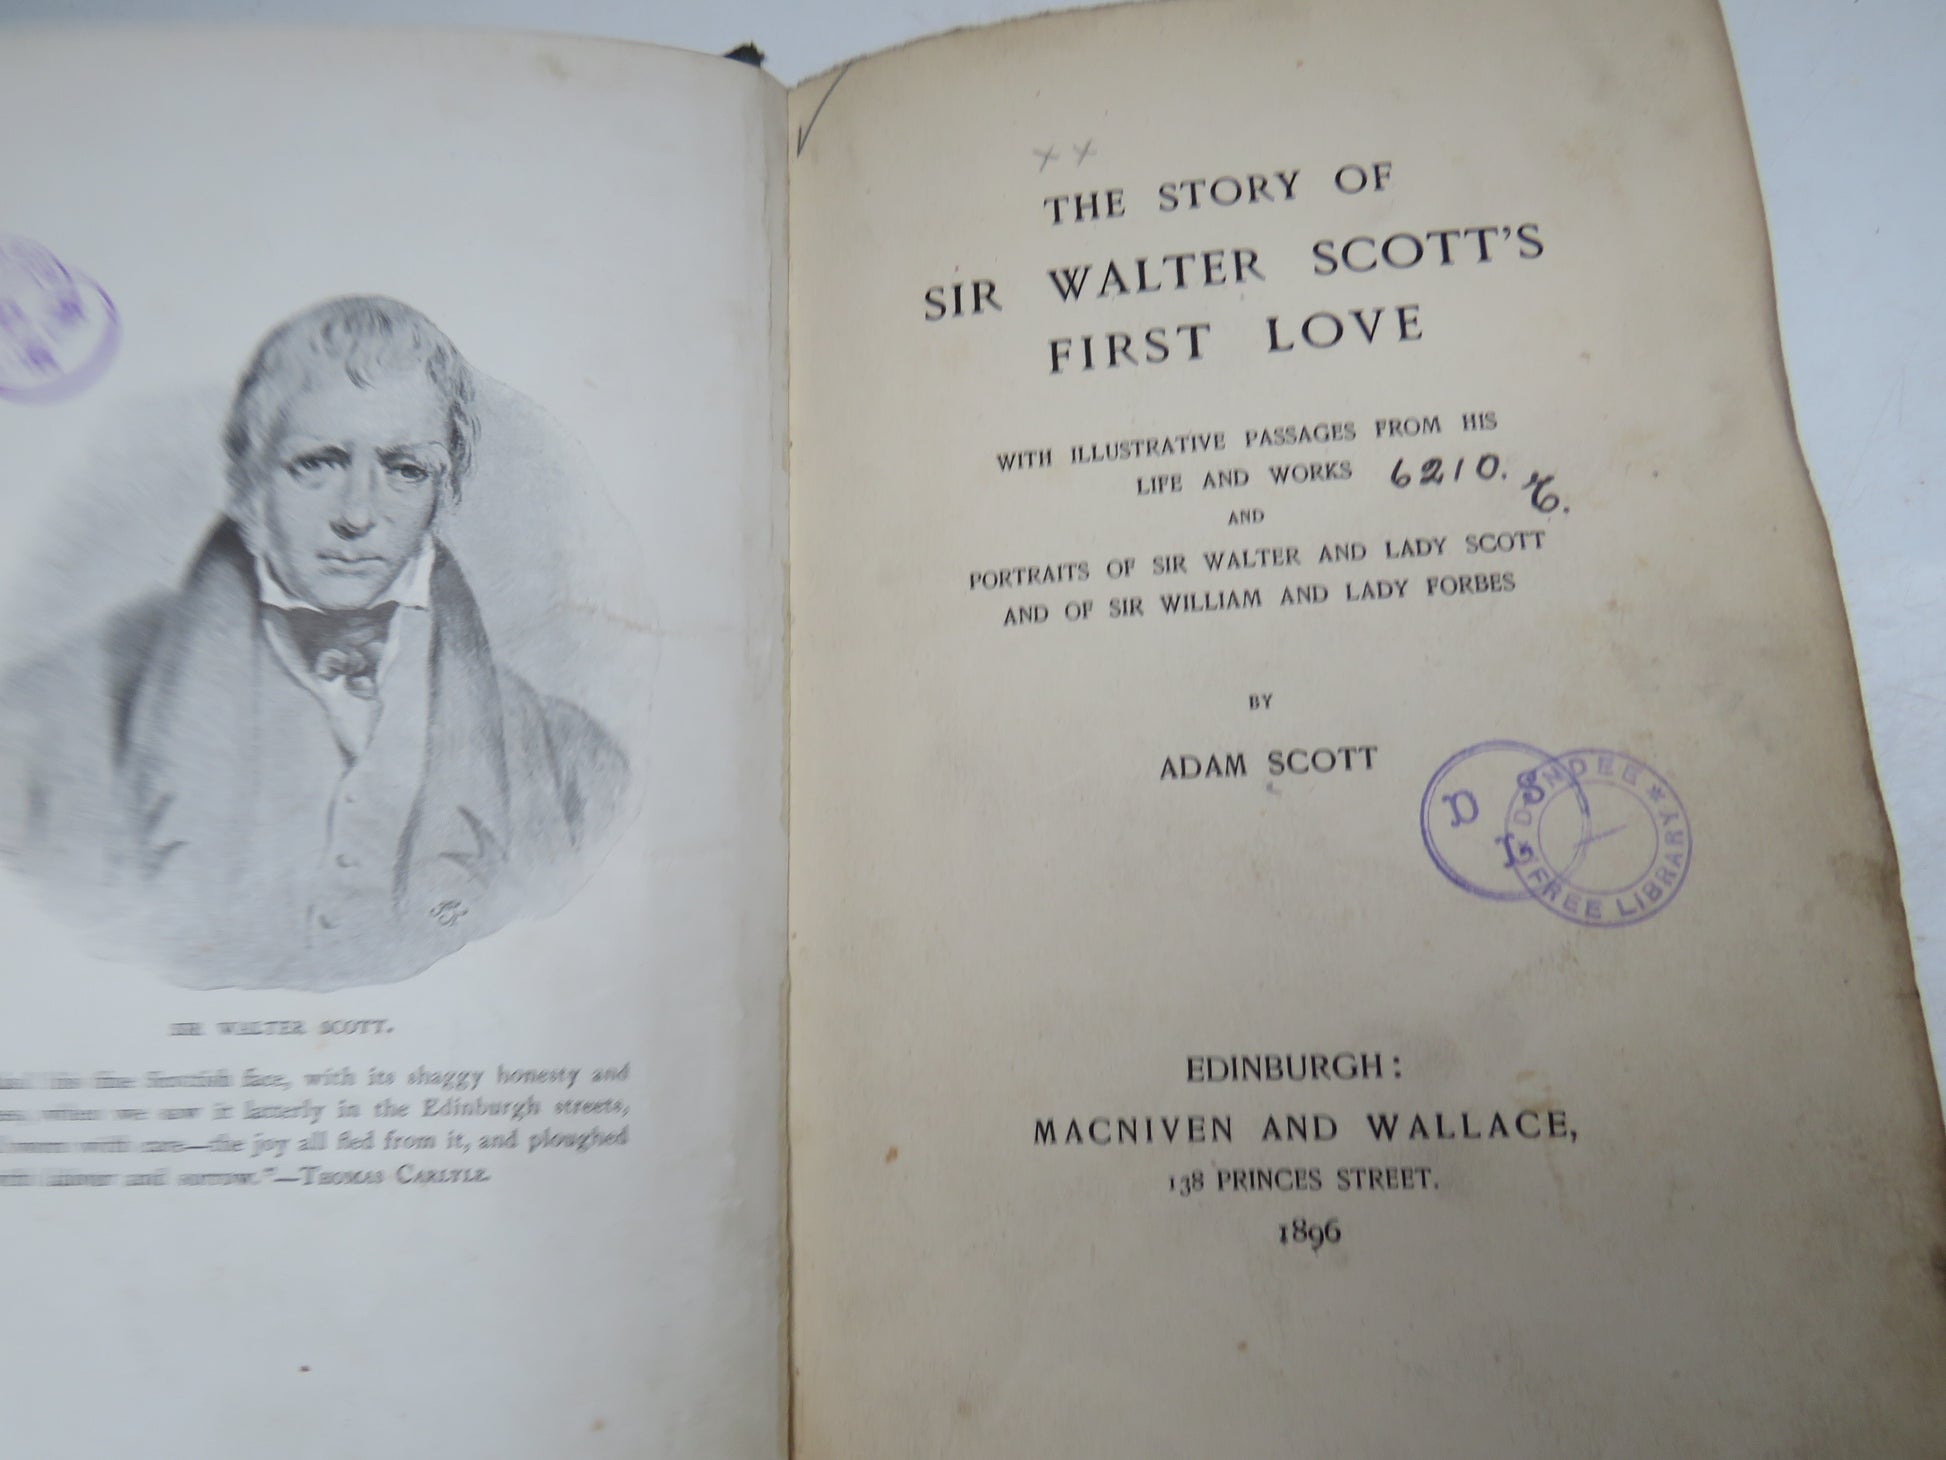 SIR WALTER SCOTT.
fine Scottish face, with its shaggy honesty and
when we saw it latterly in the Edinburgh streets,
worn with care—the joy all fled from it, and ploughed
labour and sorrow."—THOMAS CARLYLE.
THE STORY OF
SIR WALTER SCOTT'S
FIRST LOVE
WITH ILLUSTRATIVE PASSAGES FROM HIS
LIFE AND WORKS 6210.
AND
PORTRAITS OF SIR WALTER AND LADY SCOTT
AND OF SIR WILLIAM AND LADY FORBES
BY
ADAM SCOTT
D S L
DUNDEE * FREE LIBRARY *
EDINBURGH:
MACNIVEN AND WALLACE,
138 PRINCES STREET.
1896